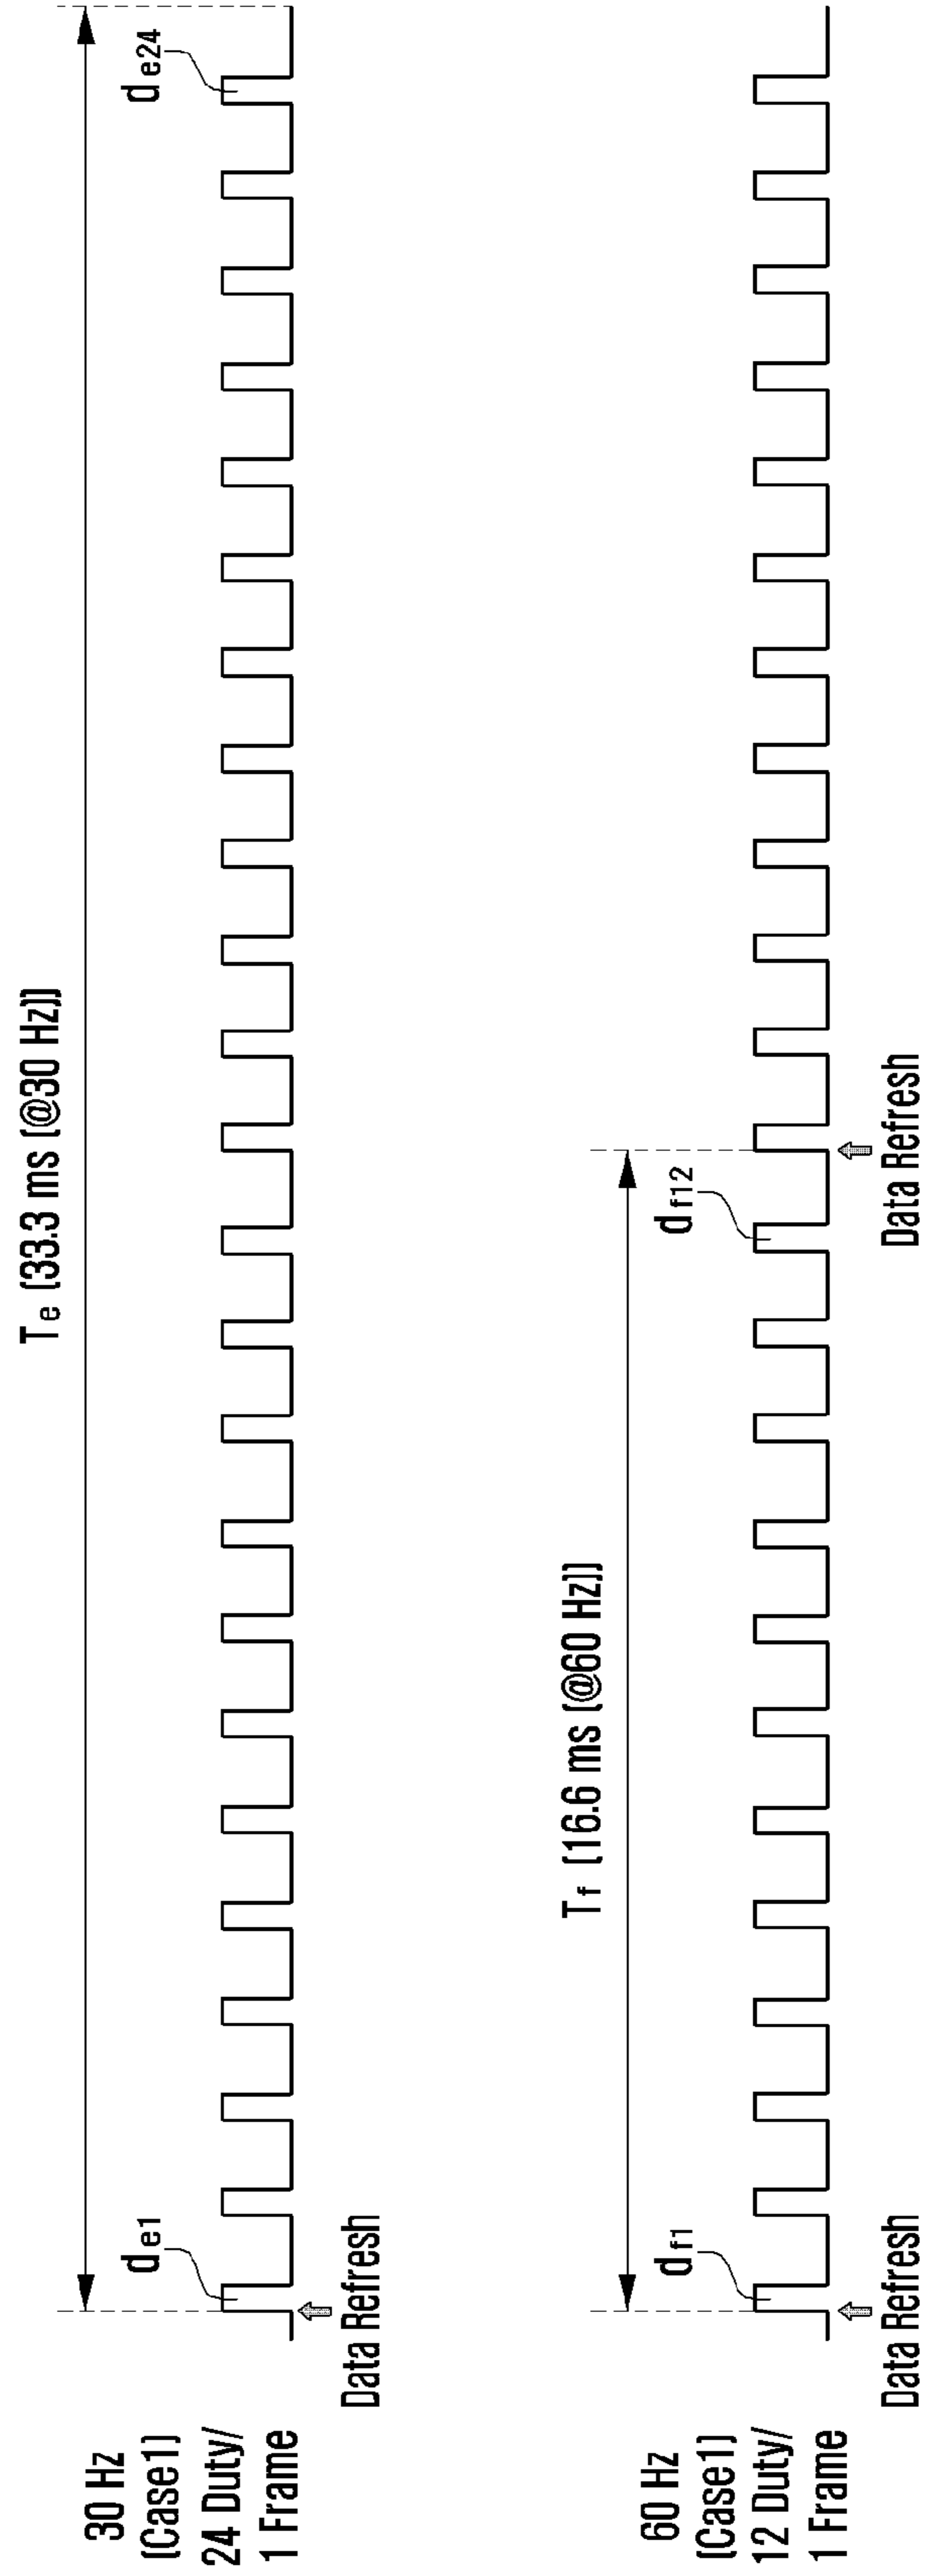 30 Hz
(Case1)
24 Duty/
1 Frame
Te (33.3 ms (@30 Hz))
de1
de24
Data Refresh
60 Hz
(Case1)
12 Duty/
1 Frame
Tf (16.6 ms (@60 Hz))
df1
df12
Data Refresh
Data Refresh